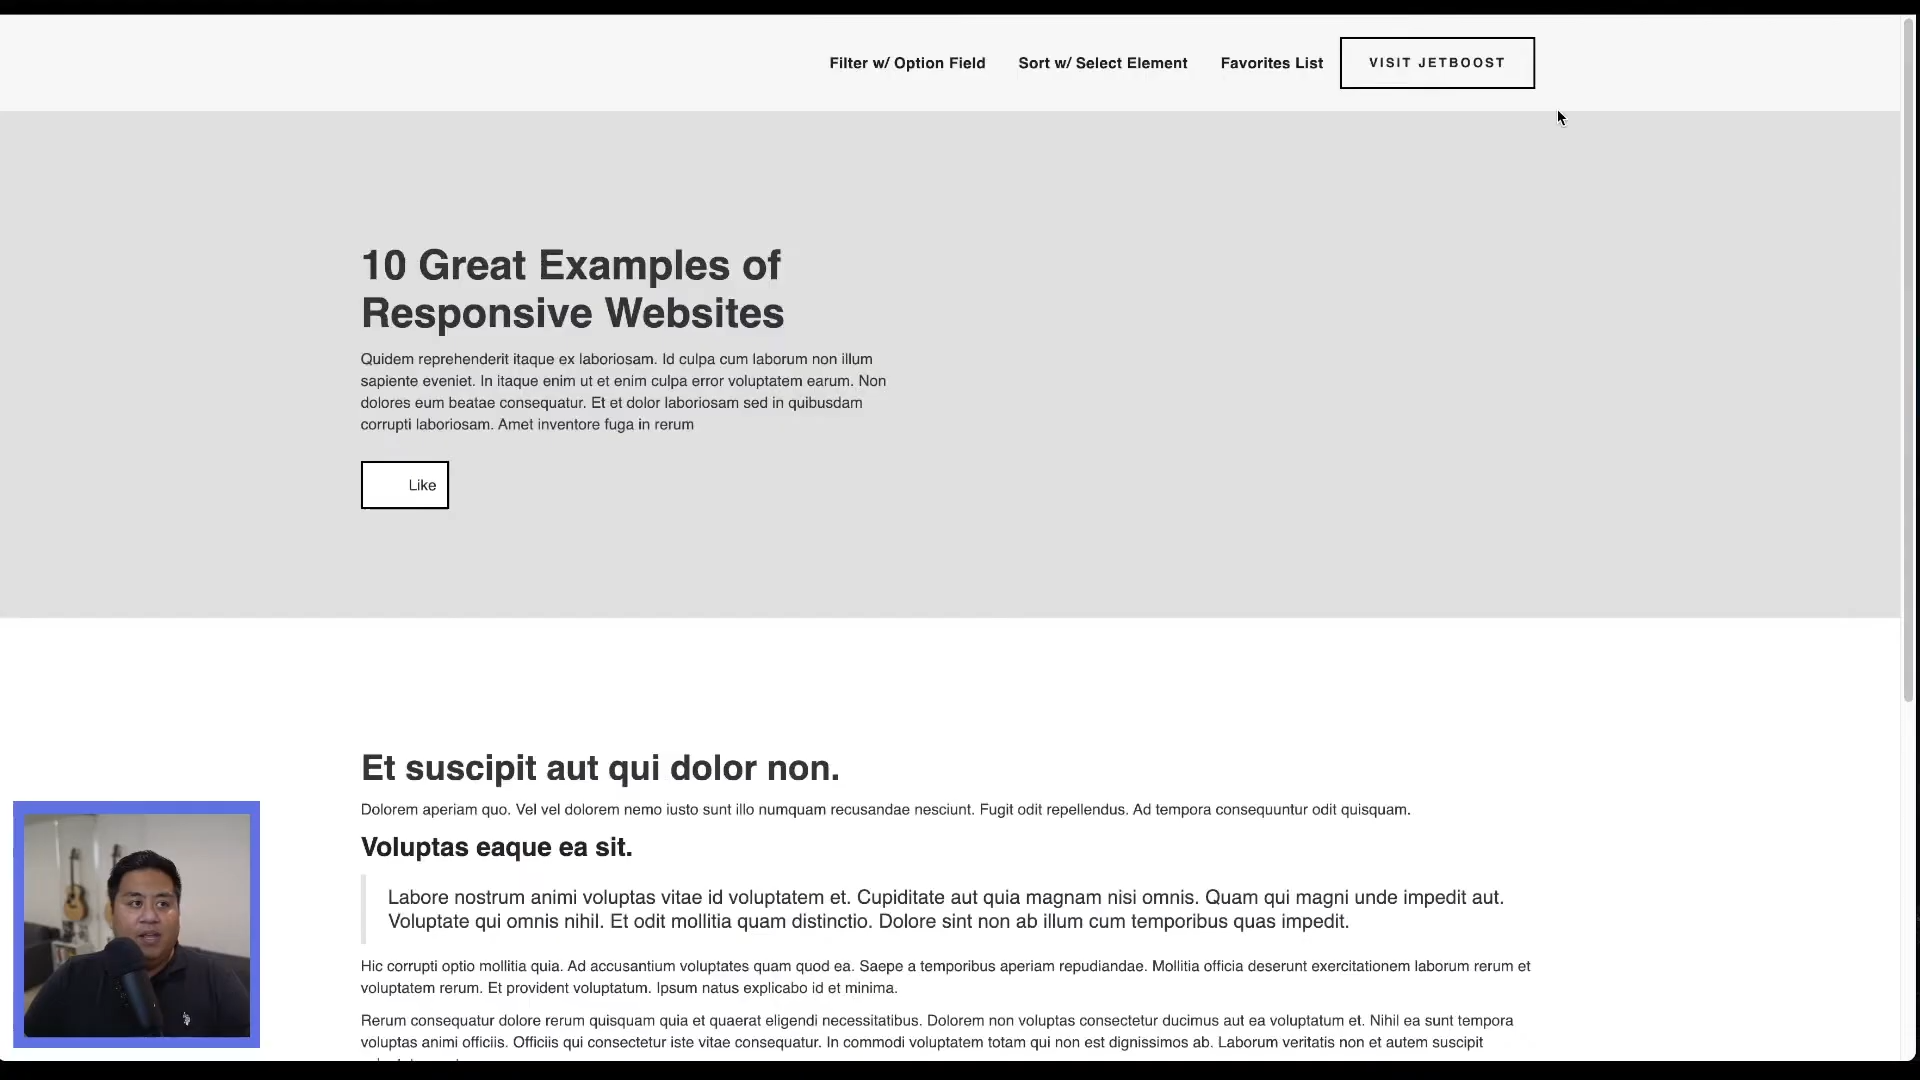 Filter w/ Option Field
Sort w/ Select Element
Favorites List
VISIT JETBOOST
10 Great Examples of
Responsive Websites
Quidem reprehenderit itaque ex laboriosam. Id culpa cum laborum non illum
sapiente eveniet. In itaque enim ut et enim culpa error voluptatem earum. Non
dolores eum beatae consequatur. Et et dolor laboriosam sed in quibusdam
corrupti laboriosam. Amet inventore fuga in rerum
Like
Et suscipit aut qui dolor non.
Dolorem aperiam quo. Vel vel dolorem nemo iusto sunt illo numquam recusandae nesciunt. Fugit odit repellendus. Ad tempora consequuntur odit quisquam.
Voluptas eaque ea sit.
Labore nostrum animi voluptas vitae id voluptatem et. Cupiditate aut quia magnam nisi omnis. Quam qui magni unde impedit aut.
Voluptate qui omnis nihil. Et odit mollitia quam distinctio. Dolore sint non ab illum cum temporibus quas impedit.
Hic corrupti optio mollitia quia. Ad accusantium voluptates quam quod ea. Saepe a temporibus aperiam repudiandae. Mollitia officia deserunt exercitationem laborum rerum et
voluptatem rerum. Et provident voluptatum. Ipsum natus explicabo id et minima.
Rerum consequatur dolore rerum quisquam quia et quaerat eligendi necessitatibus. Dolorem non voluptas consectetur ducimus aut ea voluptatum et. Nihil ea sunt tempora
voluptas animi officiis. Officiis qui consectetur iste vitae consequatur. In commodi voluptatem totam qui non est dignissimos ab. Laborum veritatis non et autem suscipit